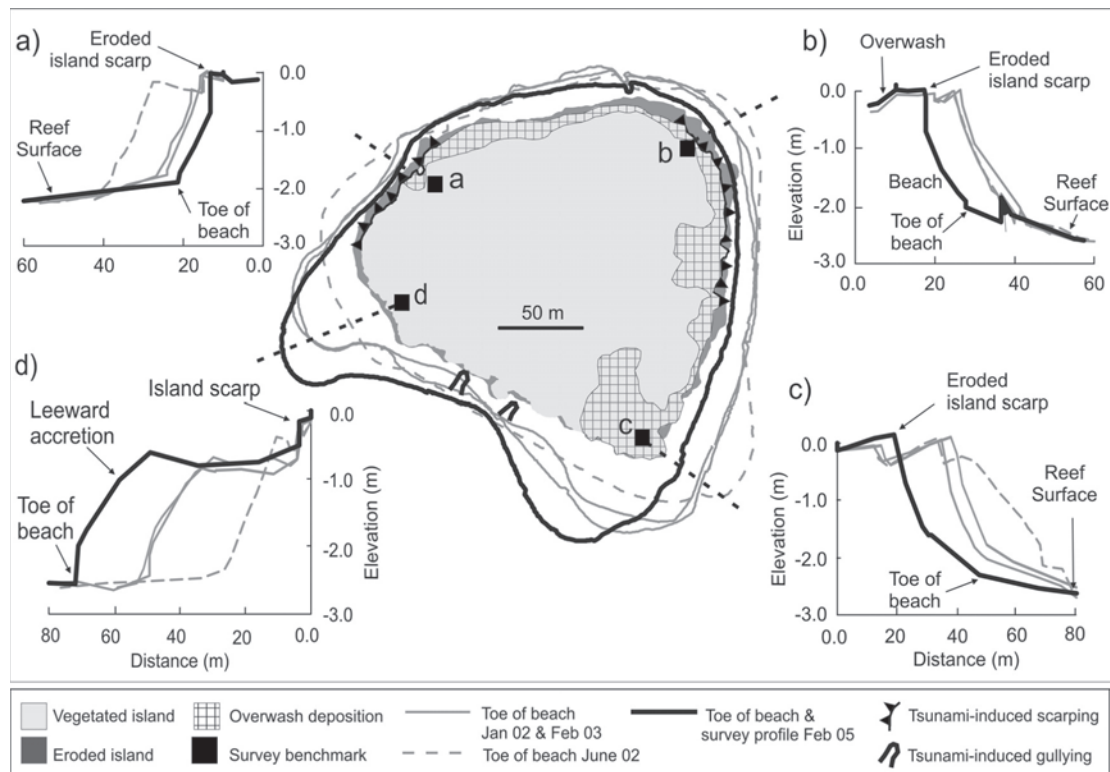 a)
Eroded
island scarp
0.0
-1.0
-2.0
-3.0
Reef
Surface
Toe of
beach
60
40
20
0.0
b)
Overwash
Eroded
island scarp
0.0
-1.0
-2.0
-3.0
Elevation (m)
Beach
Toe of
beach
Reef
Surface
0.0
20
40
60
a
b
c
d
50 m
d)
Island scarp
Leeward
accretion
Toe of
beach
0.0
-1.0
-2.0
-3.0
Elevation (m)
80
60
40
20
0.0
Distance (m)
c)
Eroded
island scarp
Reef
Surface
0.0
-1.0
-2.0
-3.0
Elevation (m)
Toe of
beach
0.0
20
40
60
80
Distance (m)
Vegetated island
Overwash deposition
Toe of beach
Jan 02 & Feb 03
Toe of beach &
survey profile Feb 05
Tsunami-induced scarping
Eroded island
Survey benchmark
Toe of beach June 02
Tsunami-induced gullying